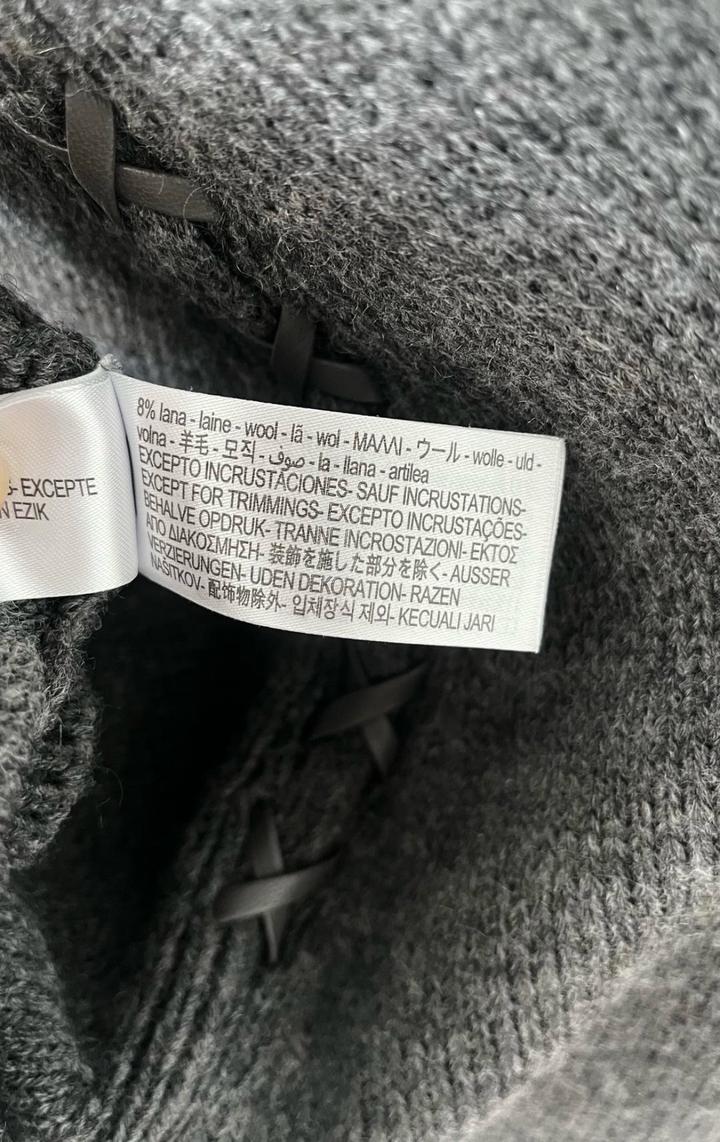 EXCEPTE
EZIK
8% lana - laine - wool - lã - wol - ΜΑΛΛΙ - ウール - wolle - uld -
volna - 羊毛 - 모직 - صوف - la - ilana - artilea
EXCEPTO INCRUSTACIONES- SAUF INCRUSTATIONS-
EXCEPT FOR TRIMMINGS- EXCEPTO INCRUSTAÇÕES-
BEHALVE OPDRUK- TRANNE INCROSTAZIONI- ΕΚΤΟΣ
ΑΠΟ ΔΙΑΚΟΣΜΗΣΗ- 装飾を施した部分を除く- AUSSER
VERZIERUNGEN- UDEN DEKORATION- RAZEN
NAŠITKOV- 配饰物除外- 입체장식 제외- KECUALI JARI